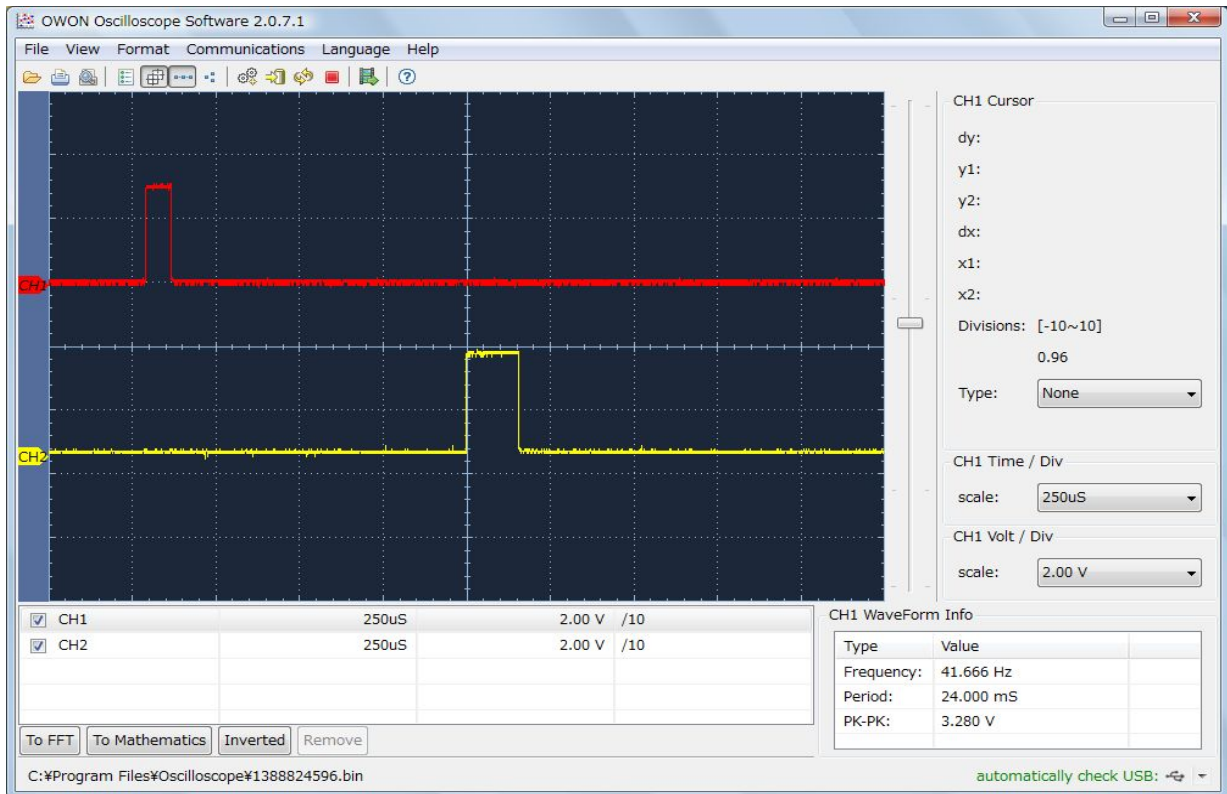 OWON Oscilloscope Software 2.0.7.1
File View Format Communications Language Help
CH1
CH2
CH1 Cursor
dy:
y1:
y2:
dx:
x1:
x2:
Divisions: [-10~10]
0.96
Type: None
CH1 Time / Div
scale: 250uS
CH1 Volt / Div
scale: 2.00 V
CH1 250uS 2.00 V /10
CH2 250uS 2.00 V /10
To FFT To Mathematics Inverted Remove
CH1 WaveForm Info
Type Value
Frequency: 41.666 Hz
Period: 24.000 mS
PK-PK: 3.280 V
C:¥Program Files¥Oscilloscope¥1388824596.bin
automatically check USB: